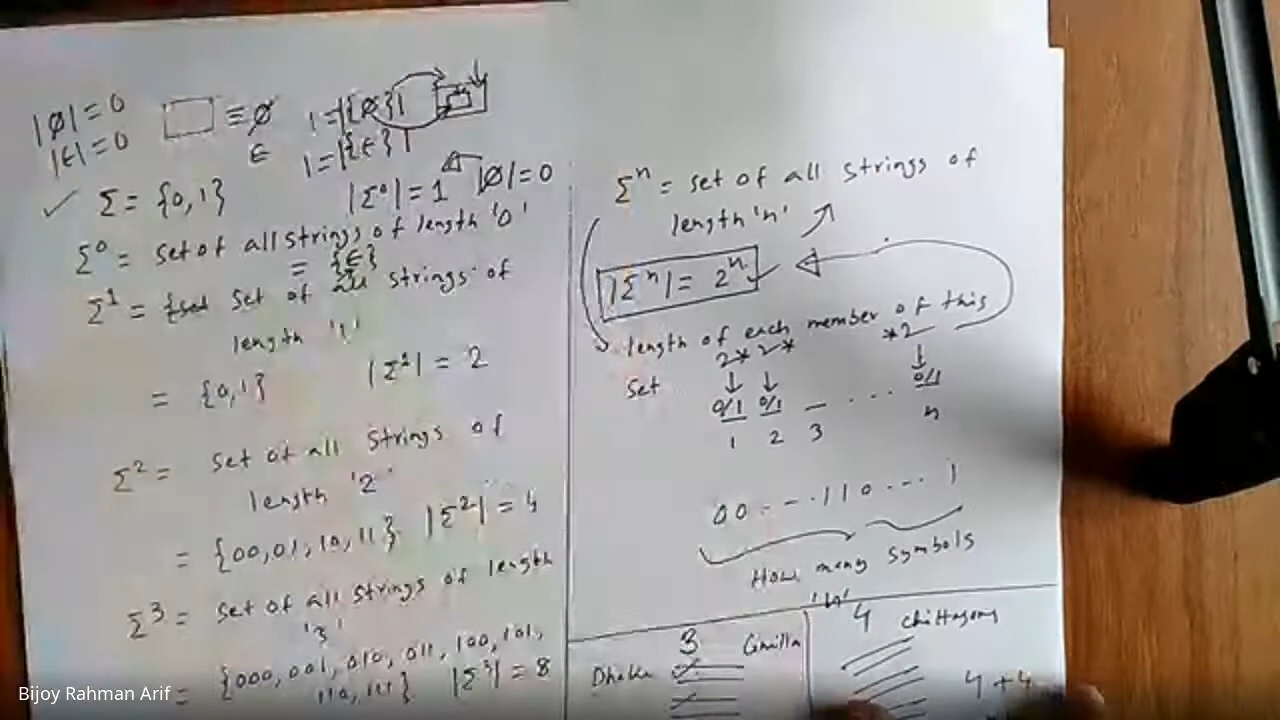 |∅| = 0
|ϵ| = 0
≡ ∅
ϵ
1 = |{∅}|
1 = |{ϵ}|
✓ Σ = {0,1}
|Σ⁰| = 1
|∅| = 0
Σ⁰ = set of all strings of length '0'
= {ϵ}
Σ¹ = set of all strings of
length '1'
= {0,1} |Σ¹| = 2
Σ² = set of all strings of
length '2'
= {00,01,10,11} |Σ²| = 4
Σ³ = set of all strings of length
'3'
= {000, 001, 010, 011, 100, 101,
110, 111} |Σ³| = 8
Σⁿ = set of all strings of
length 'n'
|Σⁿ| = 2ⁿ
length of each member of this
set
2* 2* *2
0/1 0/1 _ . . . 0/1
1 2 3 n
00 - - . 110 . - - 1
How many symbols
'n'
3
Dhaka Comilla
4 chittagong
4 + 4
Bijoy Rahman Arif